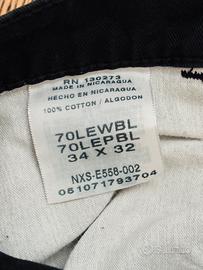 RN 130273
MADE IN NICARAGUA
HECHO EN NICARAGUA
100% COTTON / ALGODON
70LEWBL
70LEPBL
34 X 32
NXS-E558-002
051071793704
subito